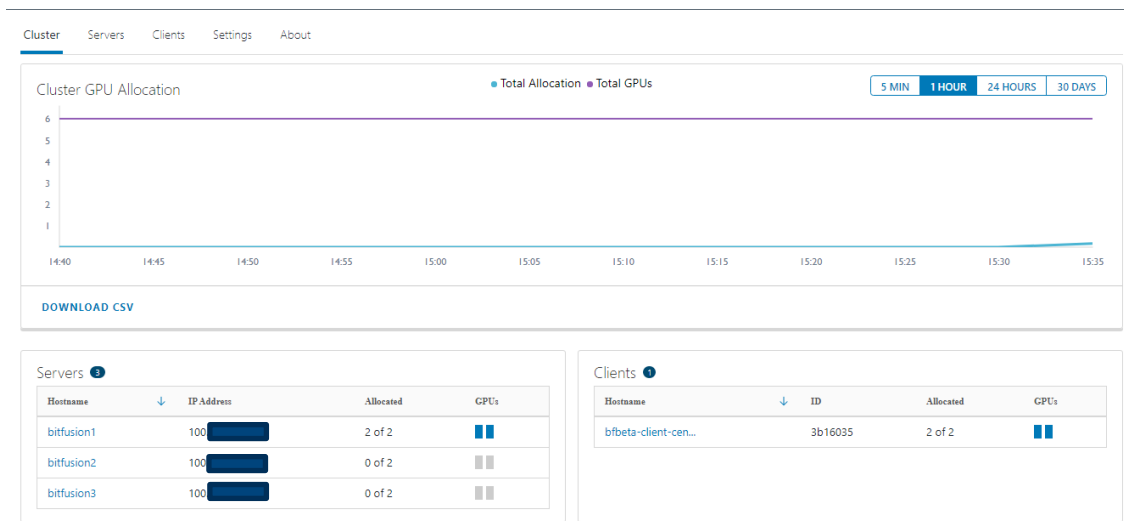 Cluster Servers Clients Settings About
Cluster GPU Allocation
Total Allocation Total GPUs
5 MIN 1 HOUR 24 HOURS 30 DAYS
6
5
4
3
2
1
14:40 14:45 14:50 14:55 15:00 15:05 15:10 15:15 15:20 15:25 15:30 15:35
DOWNLOAD CSV
Servers 3
Hostname IP Address Allocated GPUs
bitfusion1 100 2 of 2
bitfusion2 100 0 of 2
bitfusion3 100 0 of 2
Clients 1
Hostname ID Allocated GPUs
bfbeta-client-cen... 3b16035 2 of 2